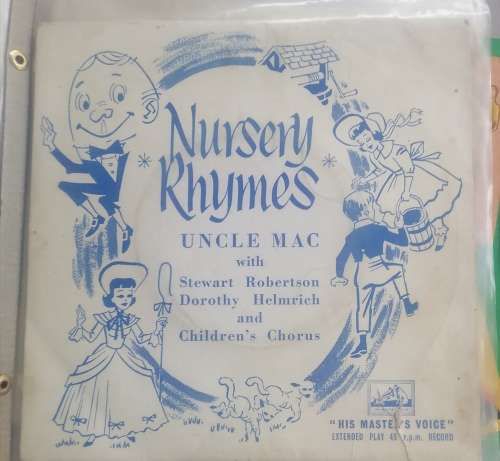 * Nursery *
Rhymes
UNCLE MAC
with
Stewart Robertson
Dorothy Helmrich
and
Children's Chorus
"HIS MASTER'S VOICE"
EXTENDED PLAY 45 r.p.m. RECORD